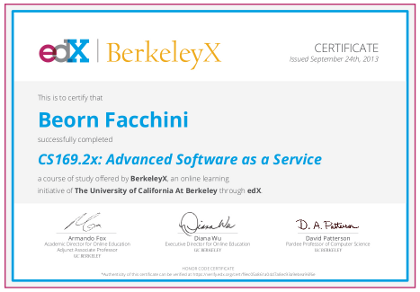 edX BerkeleyX
CERTIFICATE
Issued September 24th, 2013
This is to certify that
Beorn Facchini
successfully completed
CS169.2x: Advanced Software as a Service
a course of study offered by BerkeleyX, an online learning
initiative of The University of California At Berkeley through edX.
Armando Fox
Academic Director for Online Education
Adjunct Associate Professor
UC BERKELEY
Diana Wu
Executive Director for Online Education
UC BERKELEY
D. A. Patterson
David Patterson
Pardee Professor of Computer Science
UC BERKELEY
HONOR CODE CERTIFICATE
*Authenticity of this certificate can be verified at